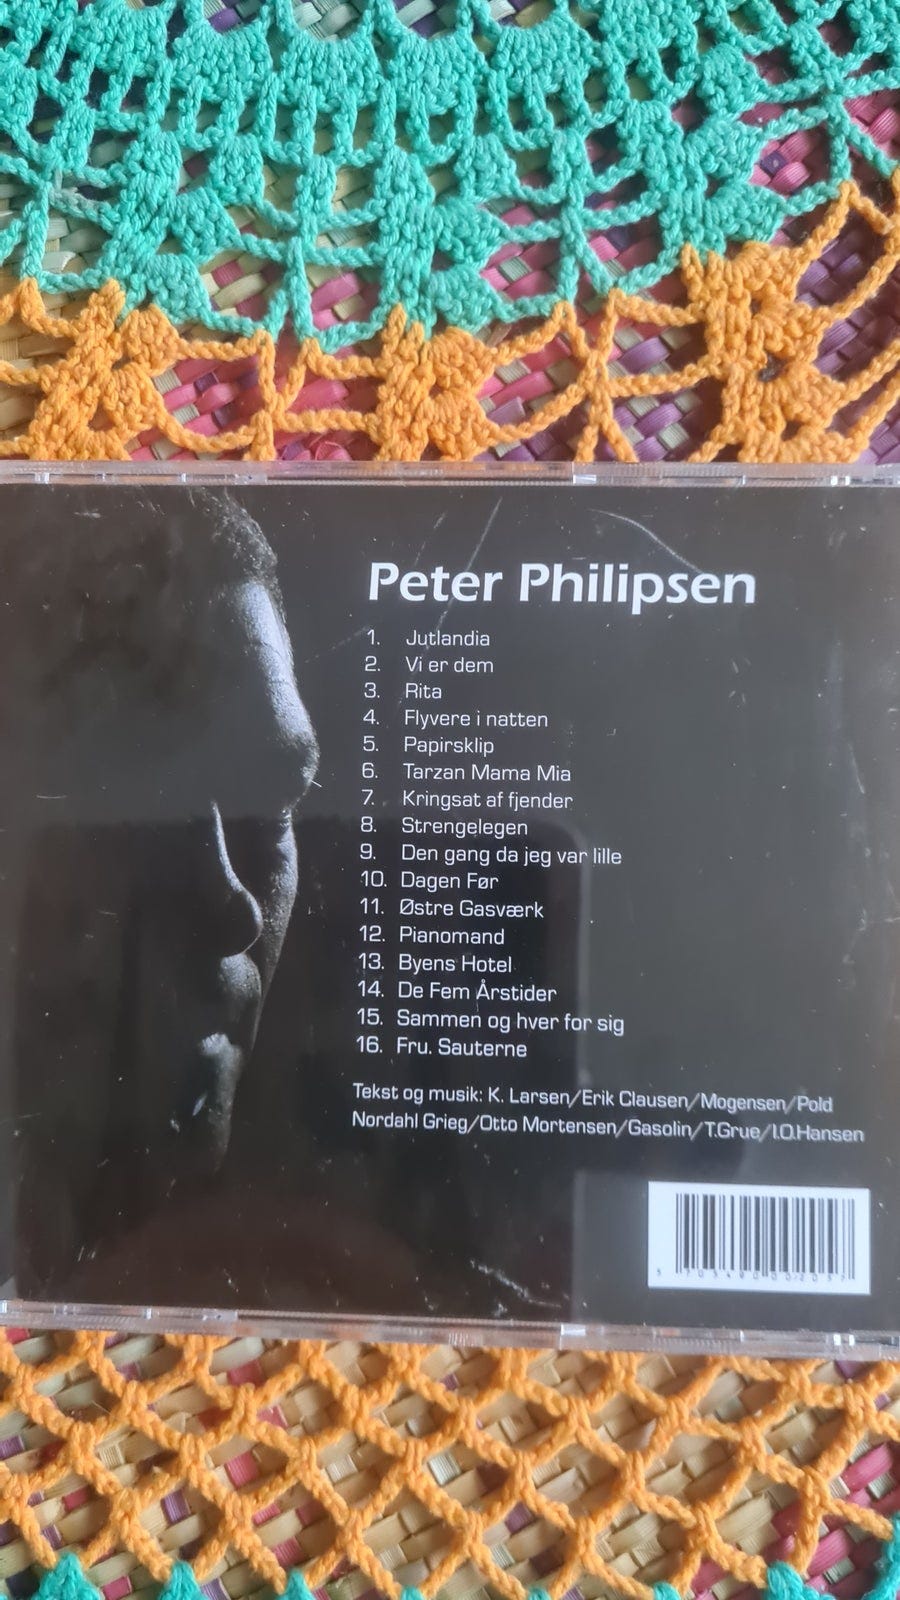 Peter Philipsen
1. Jutlandia
2. Vi er dem
3. Rita
4. Flyvere i natten
5. Papirsklip
6. Tarzan Mama Mia
7. Kringsat af fjender
8. Strengelegen
9. Den gang da jeg var lille
10. Dagen Før
11. Østre Gasværk
12. Pianomand
13. Byens Hotel
14. De Fem Årstider
15. Sammen og hver for sig
16. Fru. Sauterne
Tekst og musik: K. Larsen/Erik Clausen/Mogensen/Pold
Nordahl Grieg/Otto Mortensen/Gasolin/T.Grue/I.O.Hansen